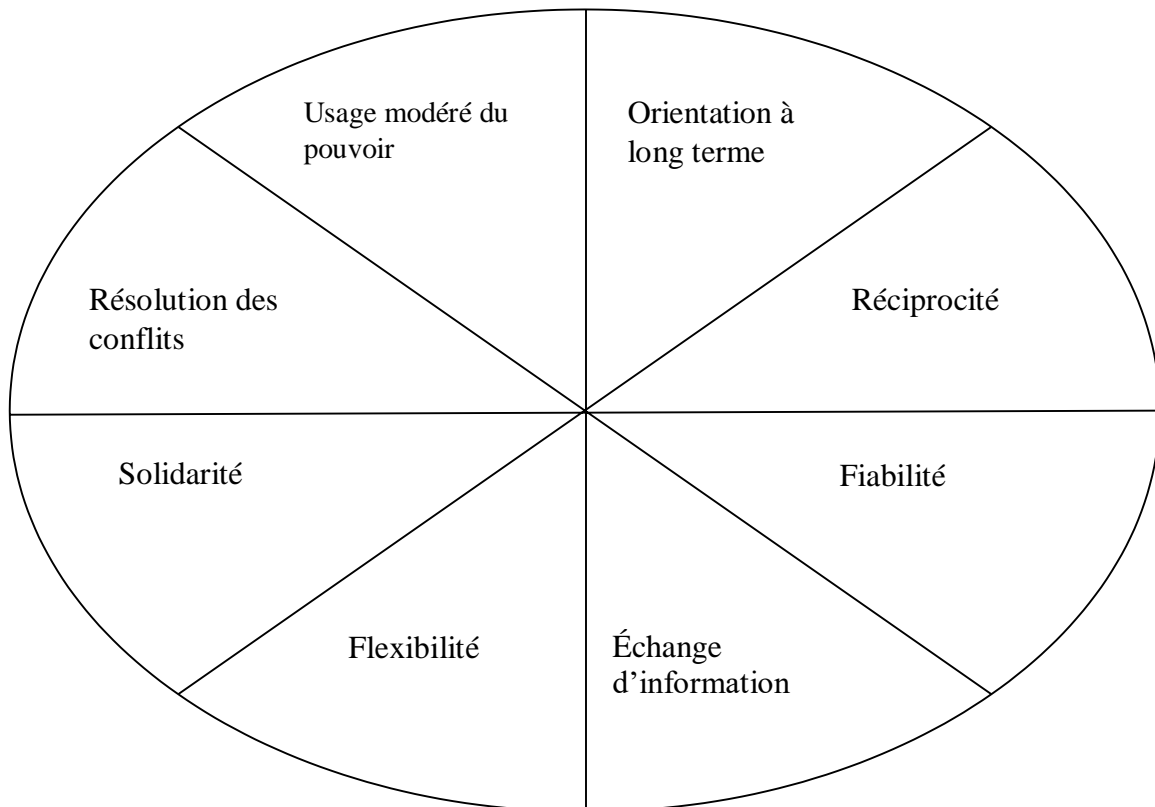 Usage modéré du
pouvoir
Orientation à
long terme
Résolution des
conflits
Réciprocité
Solidarité
Fiabilité
Flexibilité
Échange
d’information